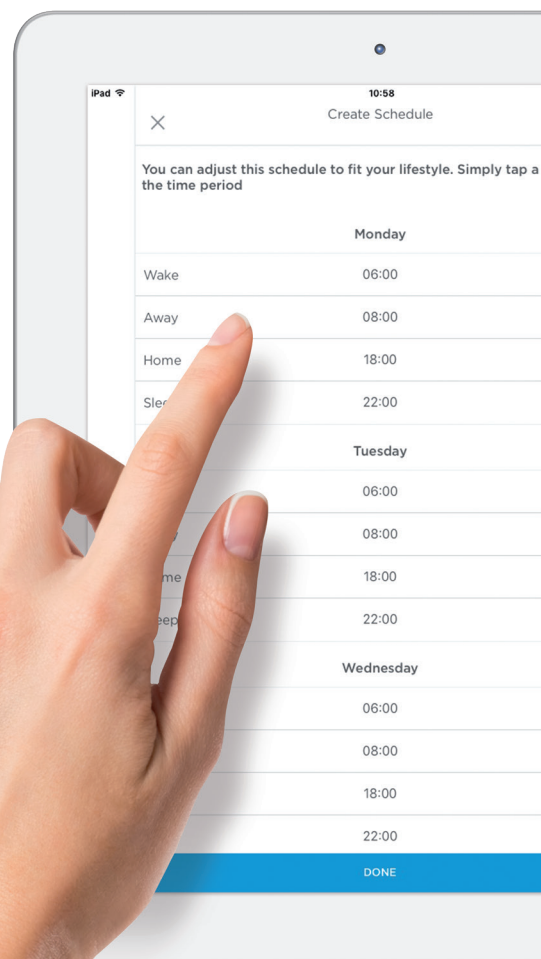 iPad 10:58
Create Schedule
You can adjust this schedule to fit your lifestyle. Simply tap a
the time period
Monday
Wake 06:00
Away 08:00
Home 18:00
22:00
Tuesday
06:00
08:00
18:00
22:00
Wednesday
06:00
08:00
18:00
22:00
DONE